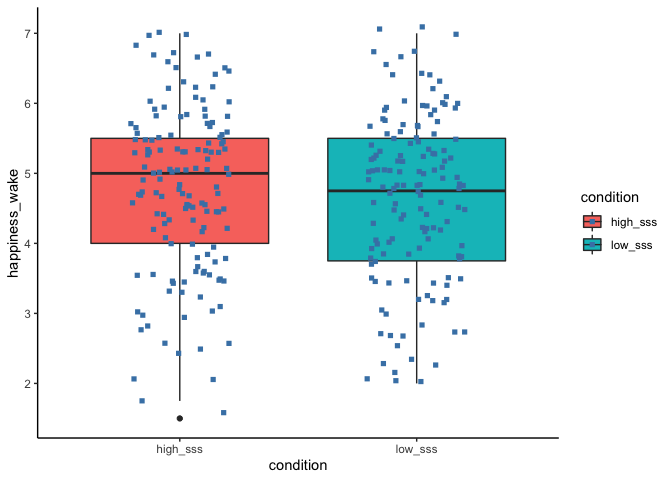 happiness_wake
7
6
5
4
3
2
high_sss
low_sss
condition
condition
high_sss
low_sss